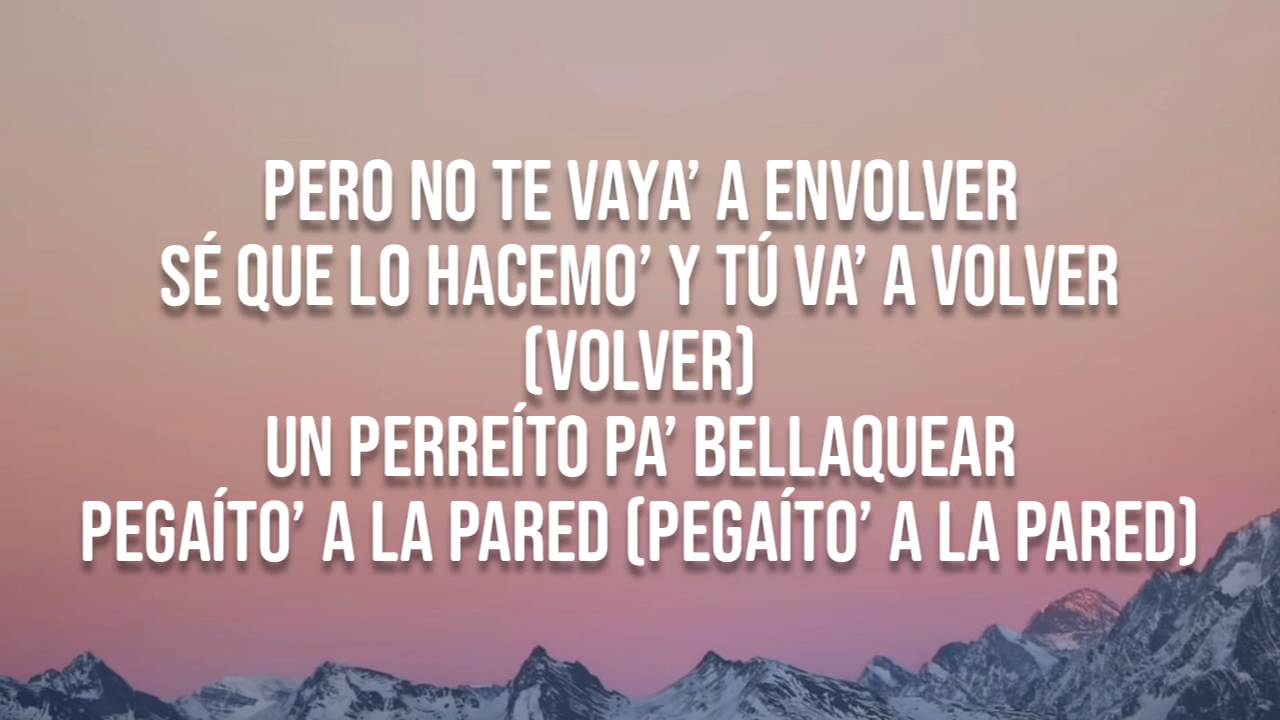 PERO NO TE VAYA’ A ENVOLVER
SÉ QUE LO HACEMO’ Y TÚ VA’ A VOLVER
(VOLVER)
UN PERREÍTO PA’ BELLAQUEAR
PEGAÍTO’ A LA PARED (PEGAÍTO’ A LA PARED)